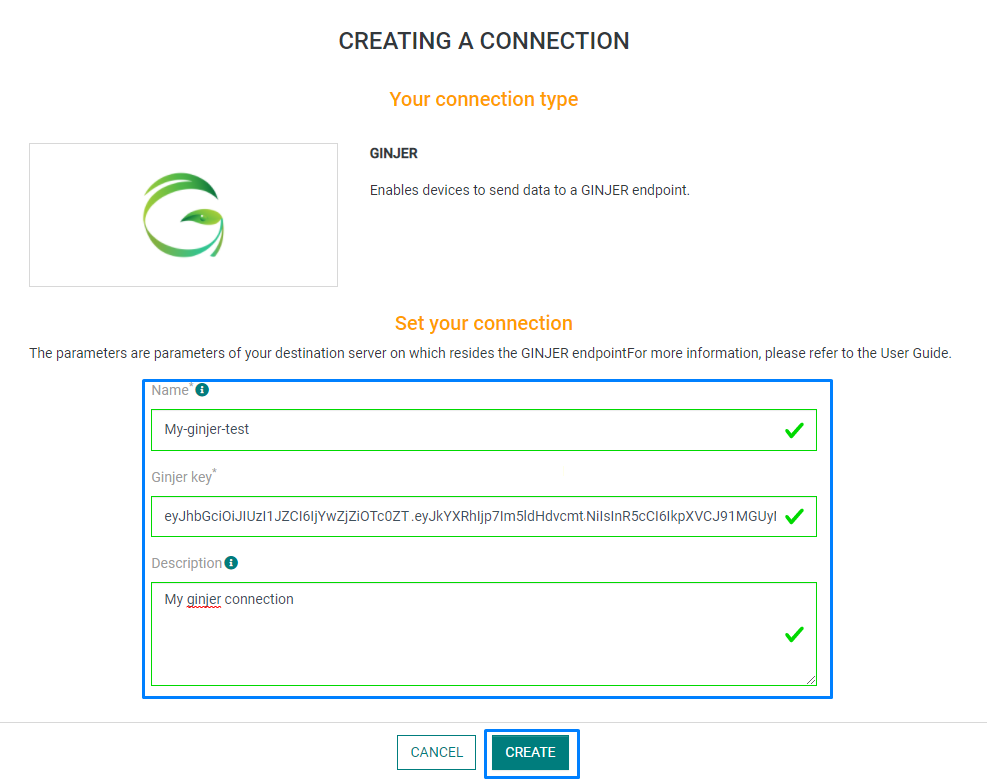 CREATING A CONNECTION
Your connection type
GINJER
Enables devices to send data to a GINJER endpoint.
Set your connection
The parameters are parameters of your destination server on which resides the GINJER endpointFor more information, please refer to the User Guide.
Name*
My-ginjer-test
Ginjer key*
eyJhbGciOiJIUzI1JZCI6IjYwZjZiOTc0ZT.eyJkYXRhIjp7Im5ldHdvcmtNiIsInR5cCI6IkpXVCJ91MGUyI
Description
My ginjer connection
CANCEL
CREATE